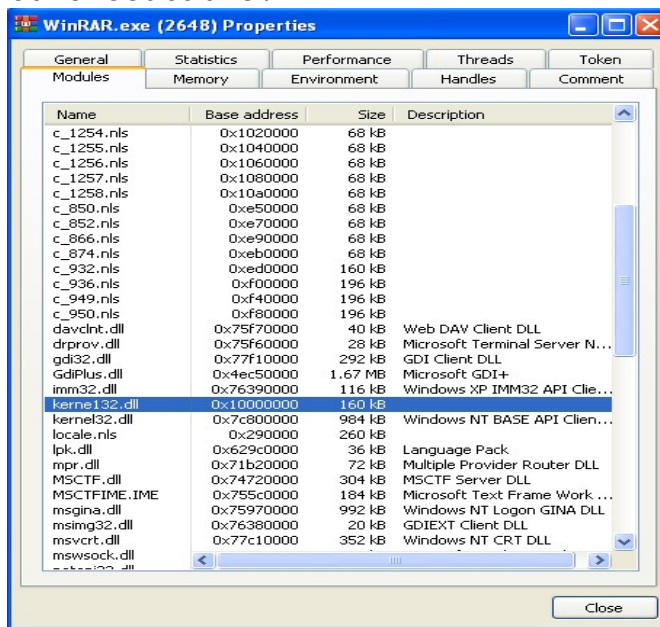 WinRAR.exe (2648) Properties
General Statistics Performance Threads Token
Modules Memory Environment Handles Comment
Name Base address Size Description
c_1254.nls 0x1020000 68 kB
c_1255.nls 0x1040000 68 kB
c_1256.nls 0x1060000 68 kB
c_1257.nls 0x1080000 68 kB
c_1258.nls 0x10a0000 68 kB
c_850.nls 0xe50000 68 kB
c_852.nls 0xe70000 68 kB
c_866.nls 0xe90000 68 kB
c_874.nls 0xeb0000 68 kB
c_932.nls 0xed0000 160 kB
c_936.nls 0xf00000 196 kB
c_949.nls 0xf40000 196 kB
c_950.nls 0xf80000 196 kB
davclnt.dll 0x75f70000 40 kB Web DAV Client DLL
drprov.dll 0x75f60000 28 kB Microsoft Terminal Server N...
gdi32.dll 0x77f10000 292 kB GDI Client DLL
GdiPlus.dll 0x4ec50000 1.67 MB Microsoft GDI+
imm32.dll 0x76390000 116 kB Windows XP IMM32 API Clie...
kerne132.dll 0x10000000 160 kB
kernel32.dll 0x7c800000 984 kB Windows NT BASE API Clien...
locale.nls 0x290000 260 kB
lpk.dll 0x629c0000 36 kB Language Pack
mpr.dll 0x71b20000 72 kB Multiple Provider Router DLL
MSCTF.dll 0x74720000 304 kB MSCTF Server DLL
MSCTFIME.IME 0x755c0000 184 kB Microsoft Text Frame Work ...
msgina.dll 0x75970000 992 kB Windows NT Logon GINA DLL
msimg32.dll 0x76380000 20 kB GDIEXT Client DLL
msvcrt.dll 0x77c10000 352 kB Windows NT CRT DLL
mswsock.dll
Close